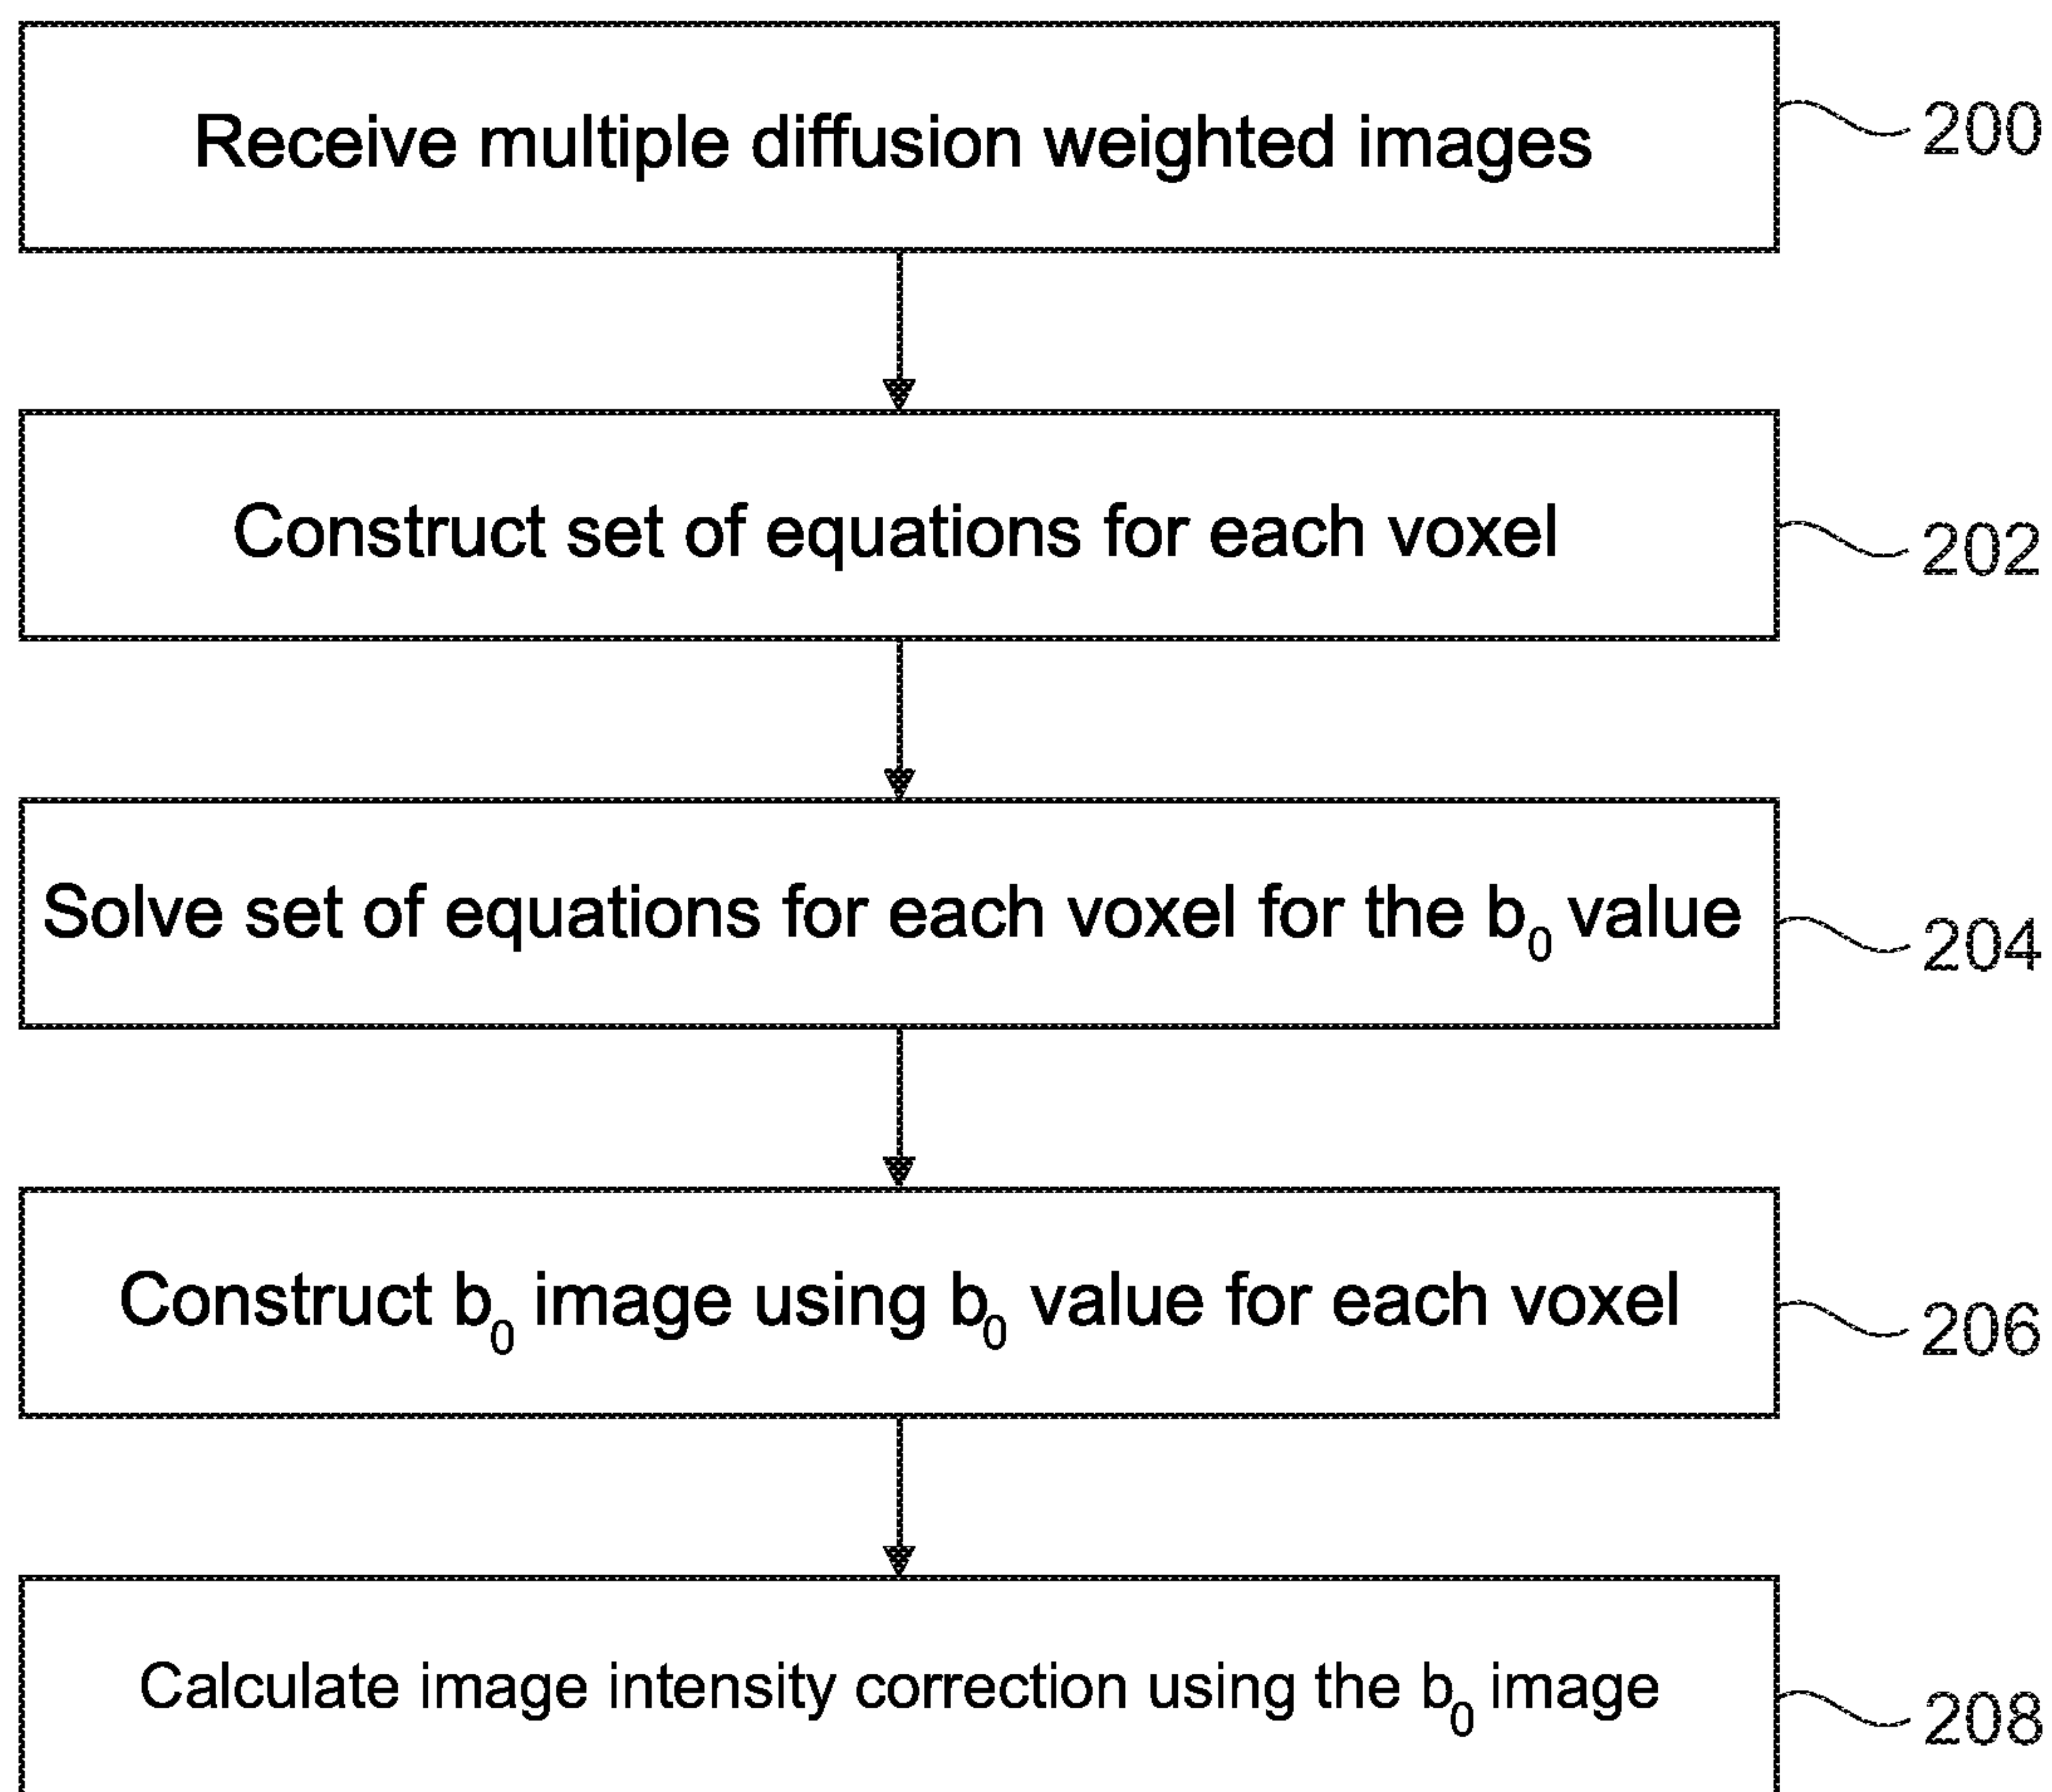 Receive multiple diffusion weighted images
200
Construct set of equations for each voxel
202
Solve set of equations for each voxel for the b₀ value
204
Construct b₀ image using b₀ value for each voxel
206
Calculate image intensity correction using the b₀ image
208